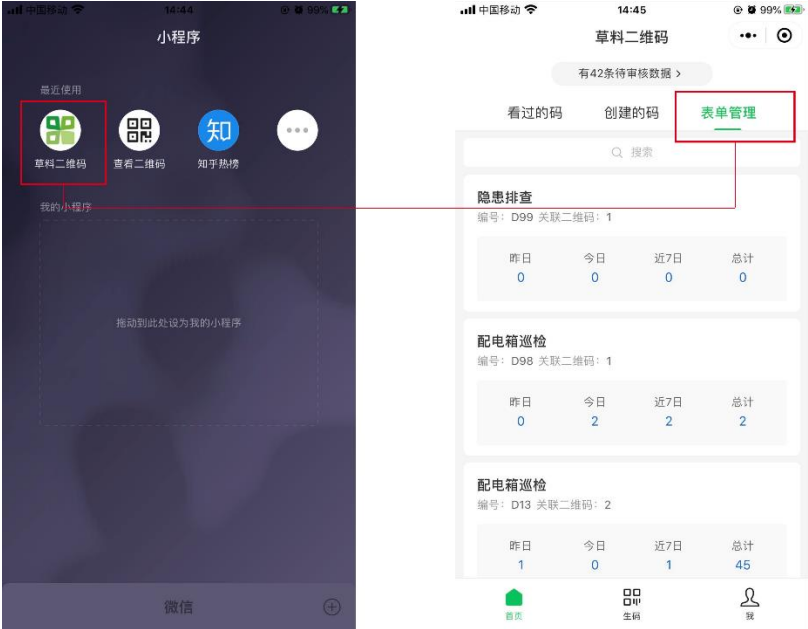 中国移动 14:44 99%
小程序
最近使用
知
草料二维码 查看二维码 知乎热榜
我的小程序
拖动到此处设为我的小程序
微信
中国移动 14:45 99%
草料二维码
有42条待审核数据 >
看过的码 创建的码 表单管理
搜索
隐患排查
编号：D99 关联二维码：1
昨日 今日 近7日 总计
0 0 0 0
配电箱巡检
编号：D98 关联二维码：1
昨日 今日 近7日 总计
0 2 2 2
配电箱巡检
编号：D13 关联二维码：2
昨日 今日 近7日 总计
1 0 1 45
首页 生码 我